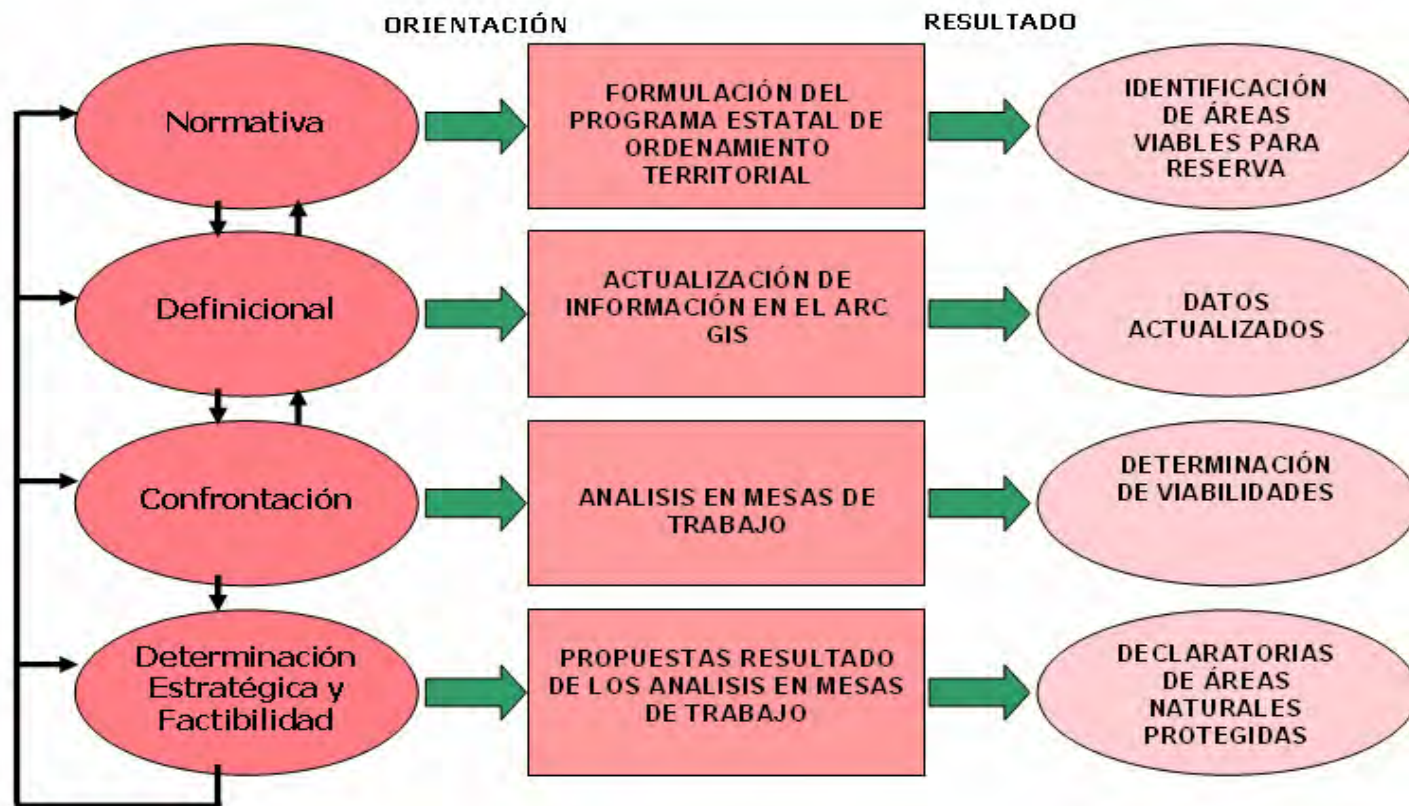 ORIENTACIÓN
RESULTADO
Normativa
FORMULACIÓN DEL
PROGRAMA ESTATAL DE
ORDENAMIENTO
TERRITORIAL
IDENTIFICACIÓN
DE ÁREAS
VIABLES PARA
RESERVA
Definicional
ACTUALIZACIÓN DE
INFORMACIÓN EN EL ARC
GIS
DATOS
ACTUALIZADOS
Confrontación
ANALISIS EN MESAS DE
TRABAJO
DETERMINACIÓN
DE VIABILIDADES
Determinación
Estratégica y
Factibilidad
PROPUESTAS RESULTADO
DE LOS ANALISIS EN MESAS
DE TRABAJO
DECLARATORIAS
DE ÁREAS
NATURALES
PROTEGIDAS